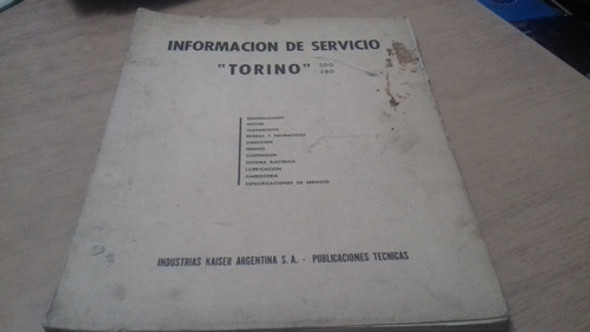 INFORMACION DE SERVICIO
"TORINO" 300
380
GENERALIDADES
MOTOR
TRANSMISION
RUEDAS Y NEUMATICOS
DIRECCION
FRENOS
SUSPENSION
SISTEMA ELECTRICO
LUBRICACION
CARROCERIA
ESPECIFICACIONES DE SERVICIO
INDUSTRIAS KAISER ARGENTINA S. A. - PUBLICACIONES TECNICAS